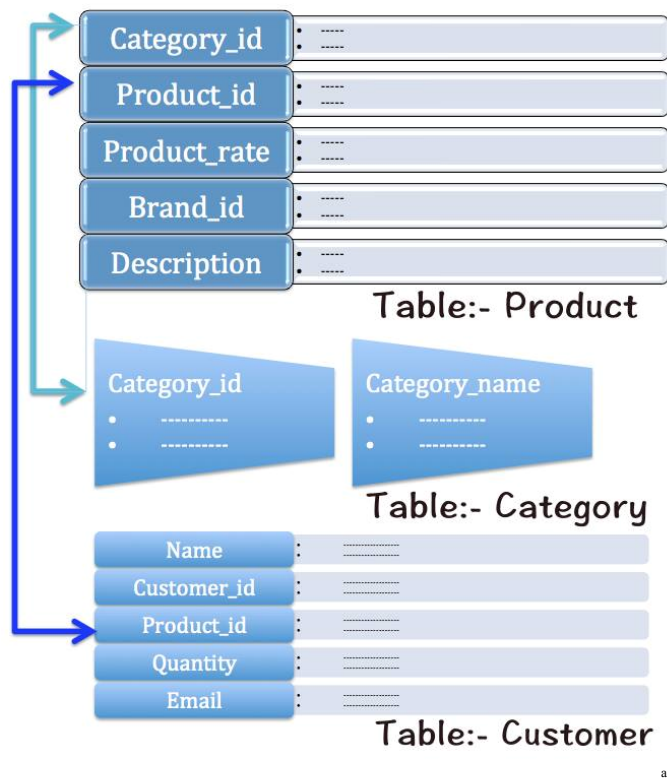 Category_id
• -----
• -----
Product_id
• -----
• -----
Product_rate
• -----
• -----
Brand_id
• -----
• -----
Description
• -----
• -----
Table:- Product
Category_id
• ----------
• ----------
Category_name
• ----------
• ----------
Table:- Category
Name
Customer_id
Product_id
Quantity
Email
Table:- Customer
a